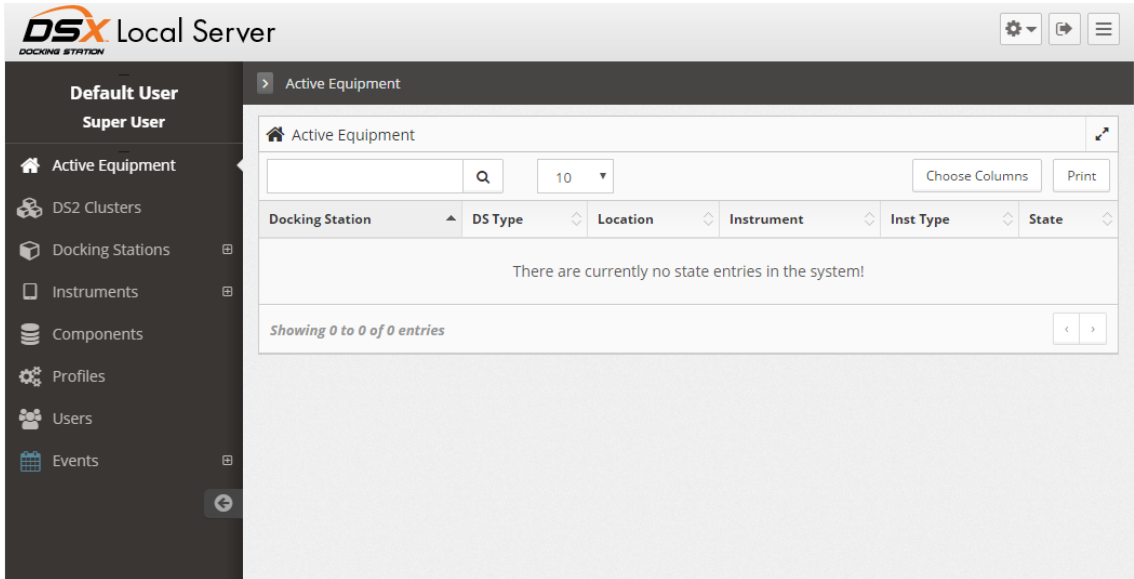 DSX Local Server
DOCKING STATION
Default User
Super User
Active Equipment
DS2 Clusters
Docking Stations
Instruments
Components
Profiles
Users
Events
Active Equipment
Active Equipment
10
Choose Columns
Print
Docking Station DS Type Location Instrument Inst Type State
There are currently no state entries in the system!
Showing 0 to 0 of 0 entries